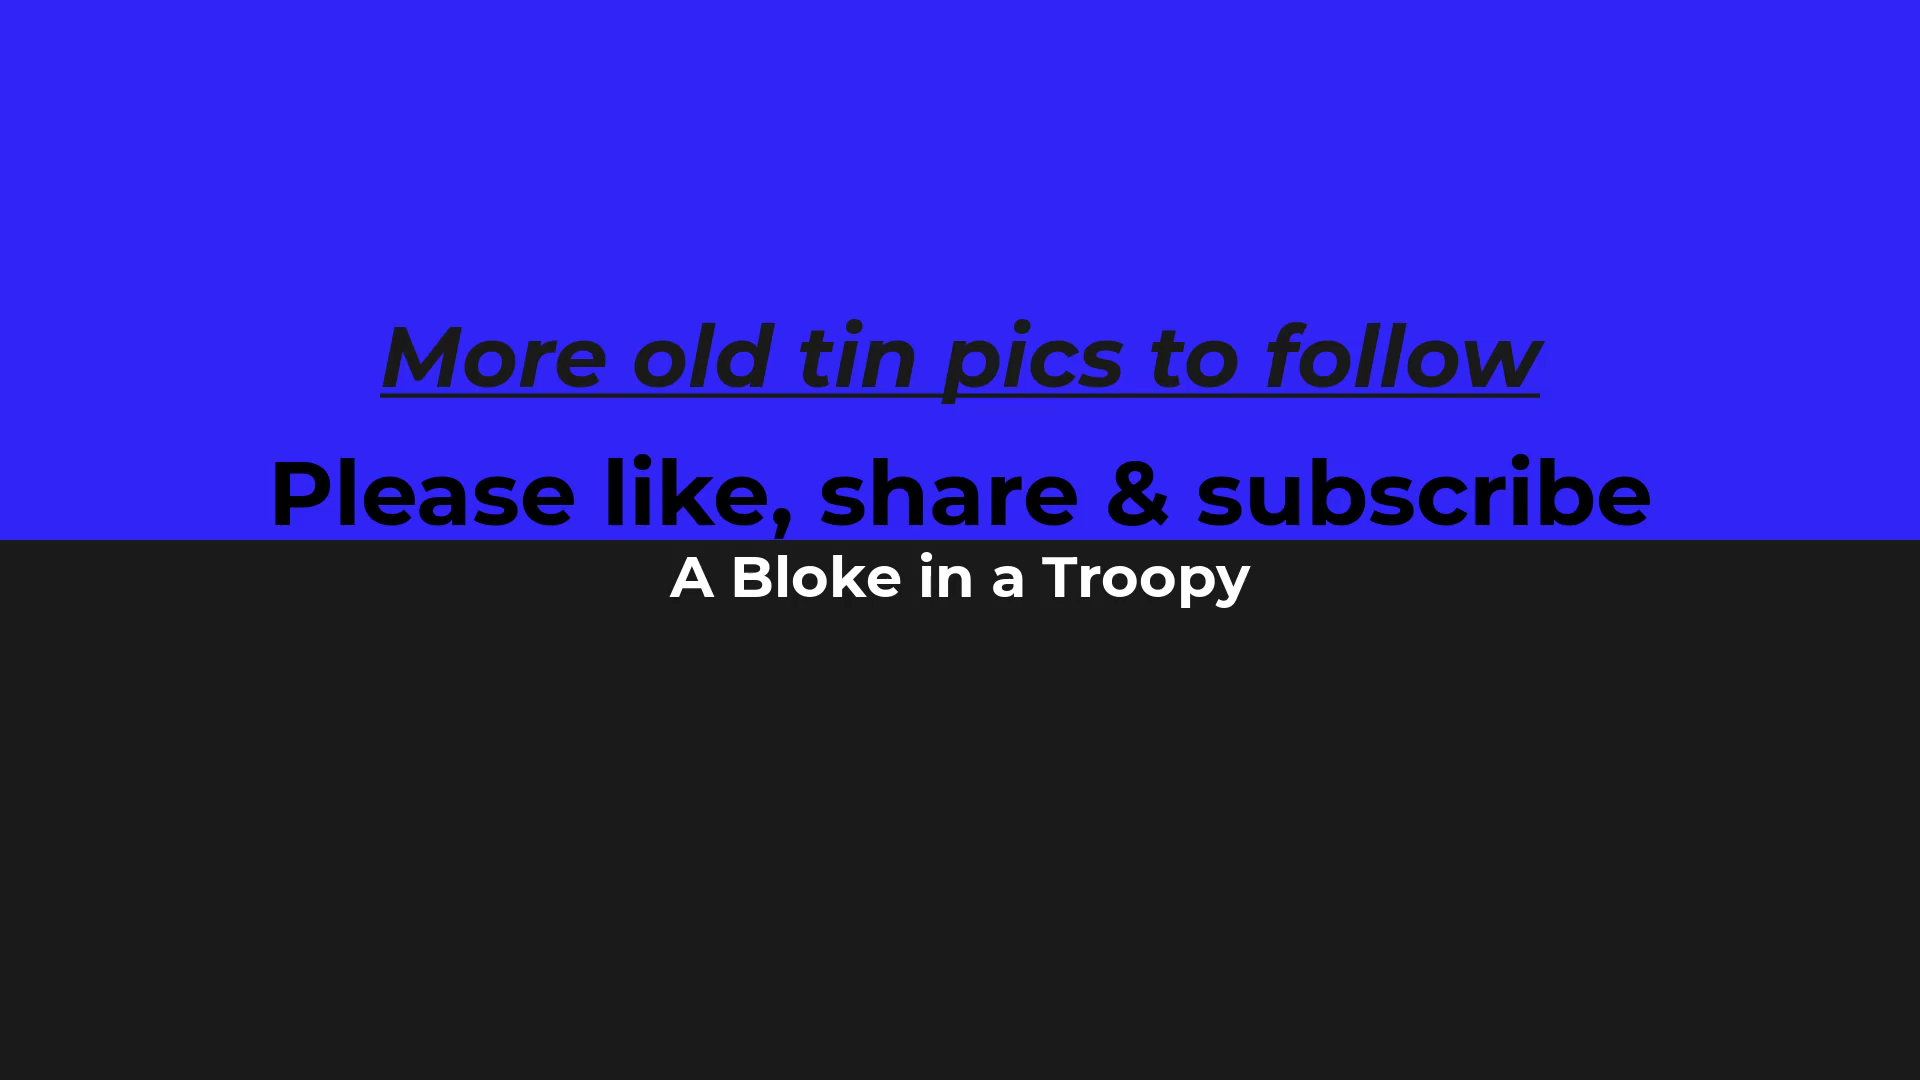 More old tin pics to follow
Please like, share & subscribe
A Bloke in a Troopy